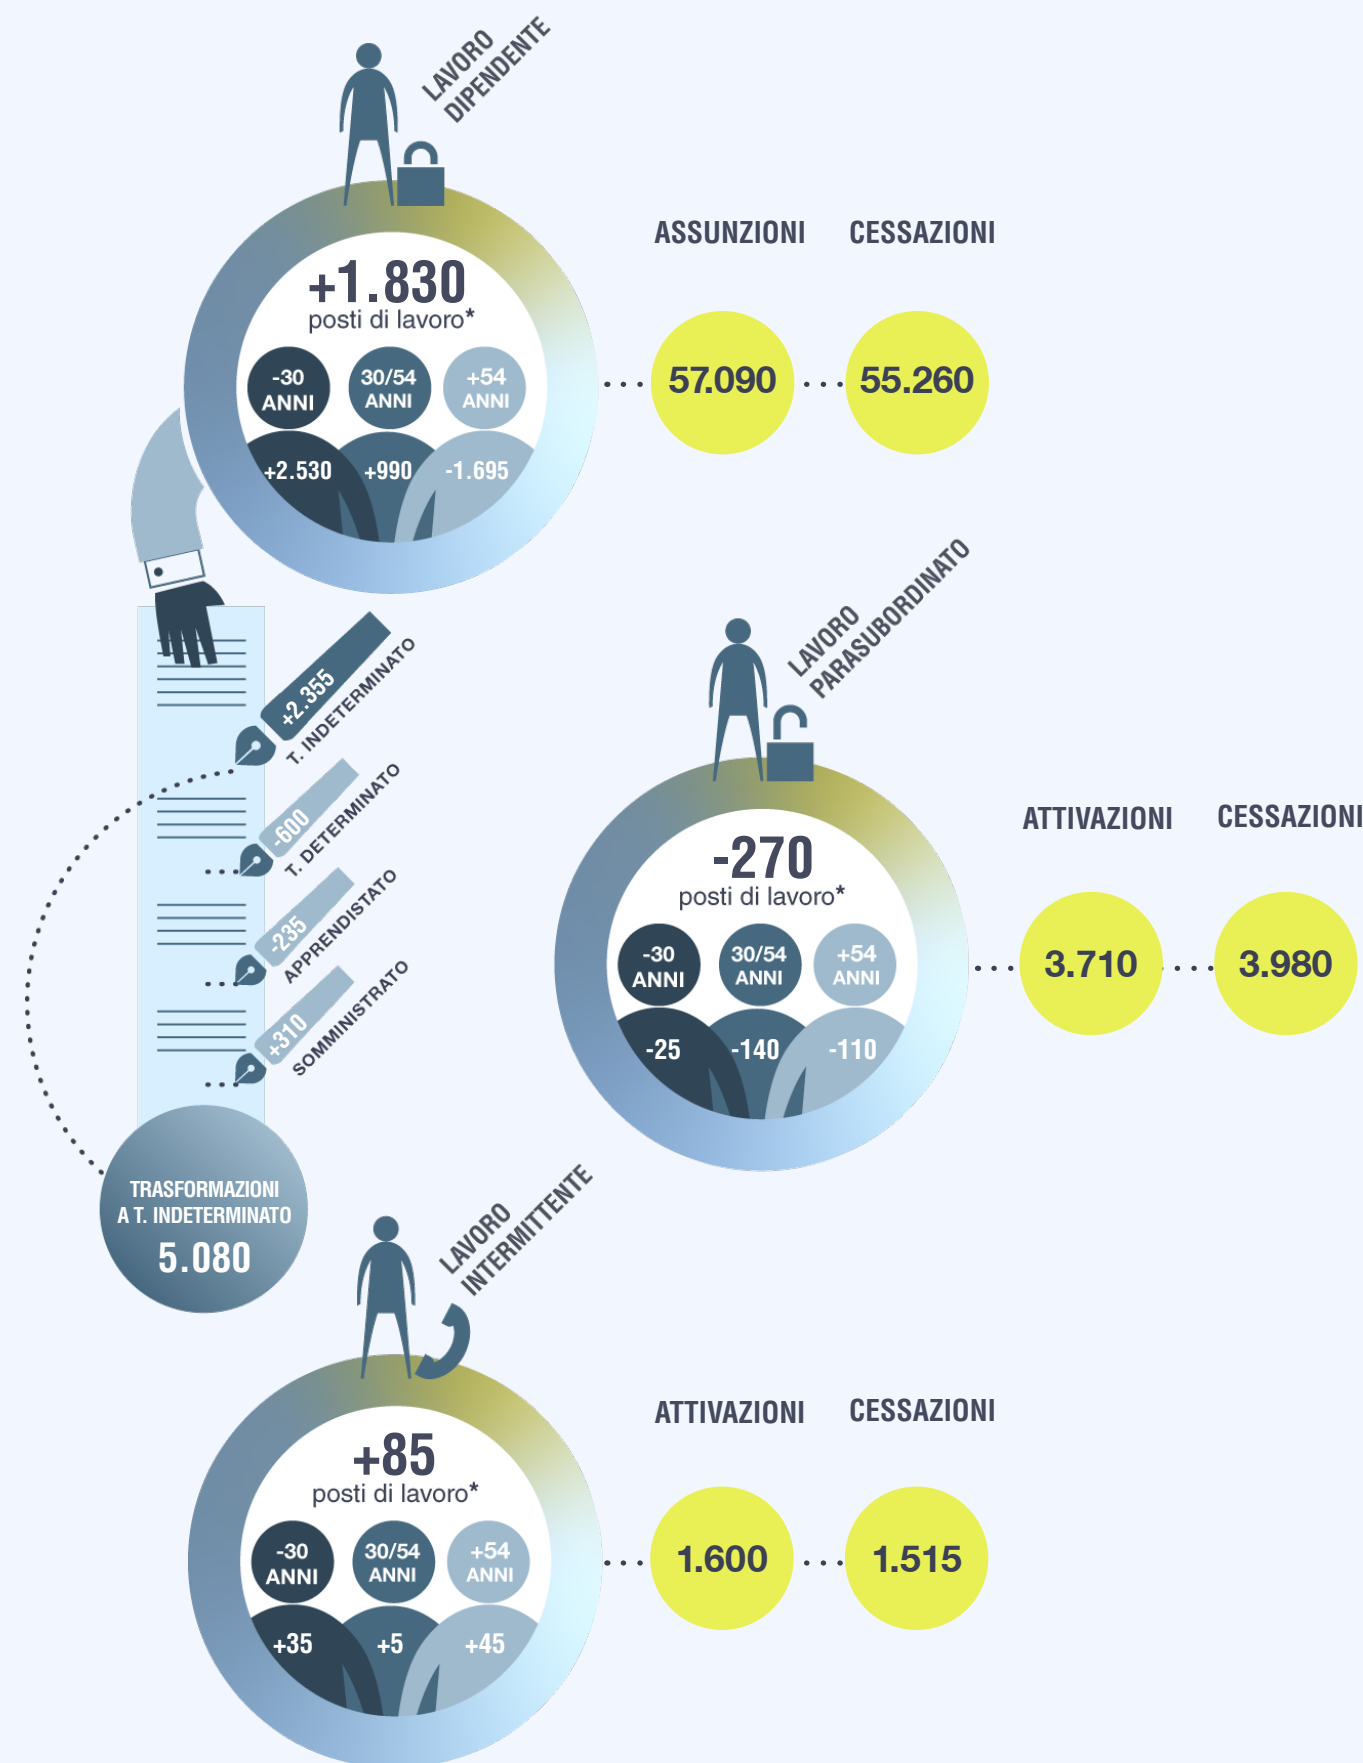 LAVORO
DIPENDENTE
ASSUNZIONI
CESSAZIONI
+1.830
posti di lavoro*
-30
ANNI
30/54
ANNI
+54
ANNI
57.090
55.260
+2.530
+990
-1.695
+2.355
T. INDETERMINATO
-600
T. DETERMINATO
-235
APPRENDISTATO
+310
SOMMINISTRATO
TRASFORMAZIONI
A T. INDETERMINATO
5.080
LAVORO
PARASUBORDINATO
ATTIVAZIONI
CESSAZIONI
-270
posti di lavoro*
-30
ANNI
30/54
ANNI
+54
ANNI
3.710
3.980
-25
-140
-110
LAVORO
INTERMITTENTE
ATTIVAZIONI
CESSAZIONI
+85
posti di lavoro*
-30
ANNI
30/54
ANNI
+54
ANNI
1.600
1.515
+35
+5
+45